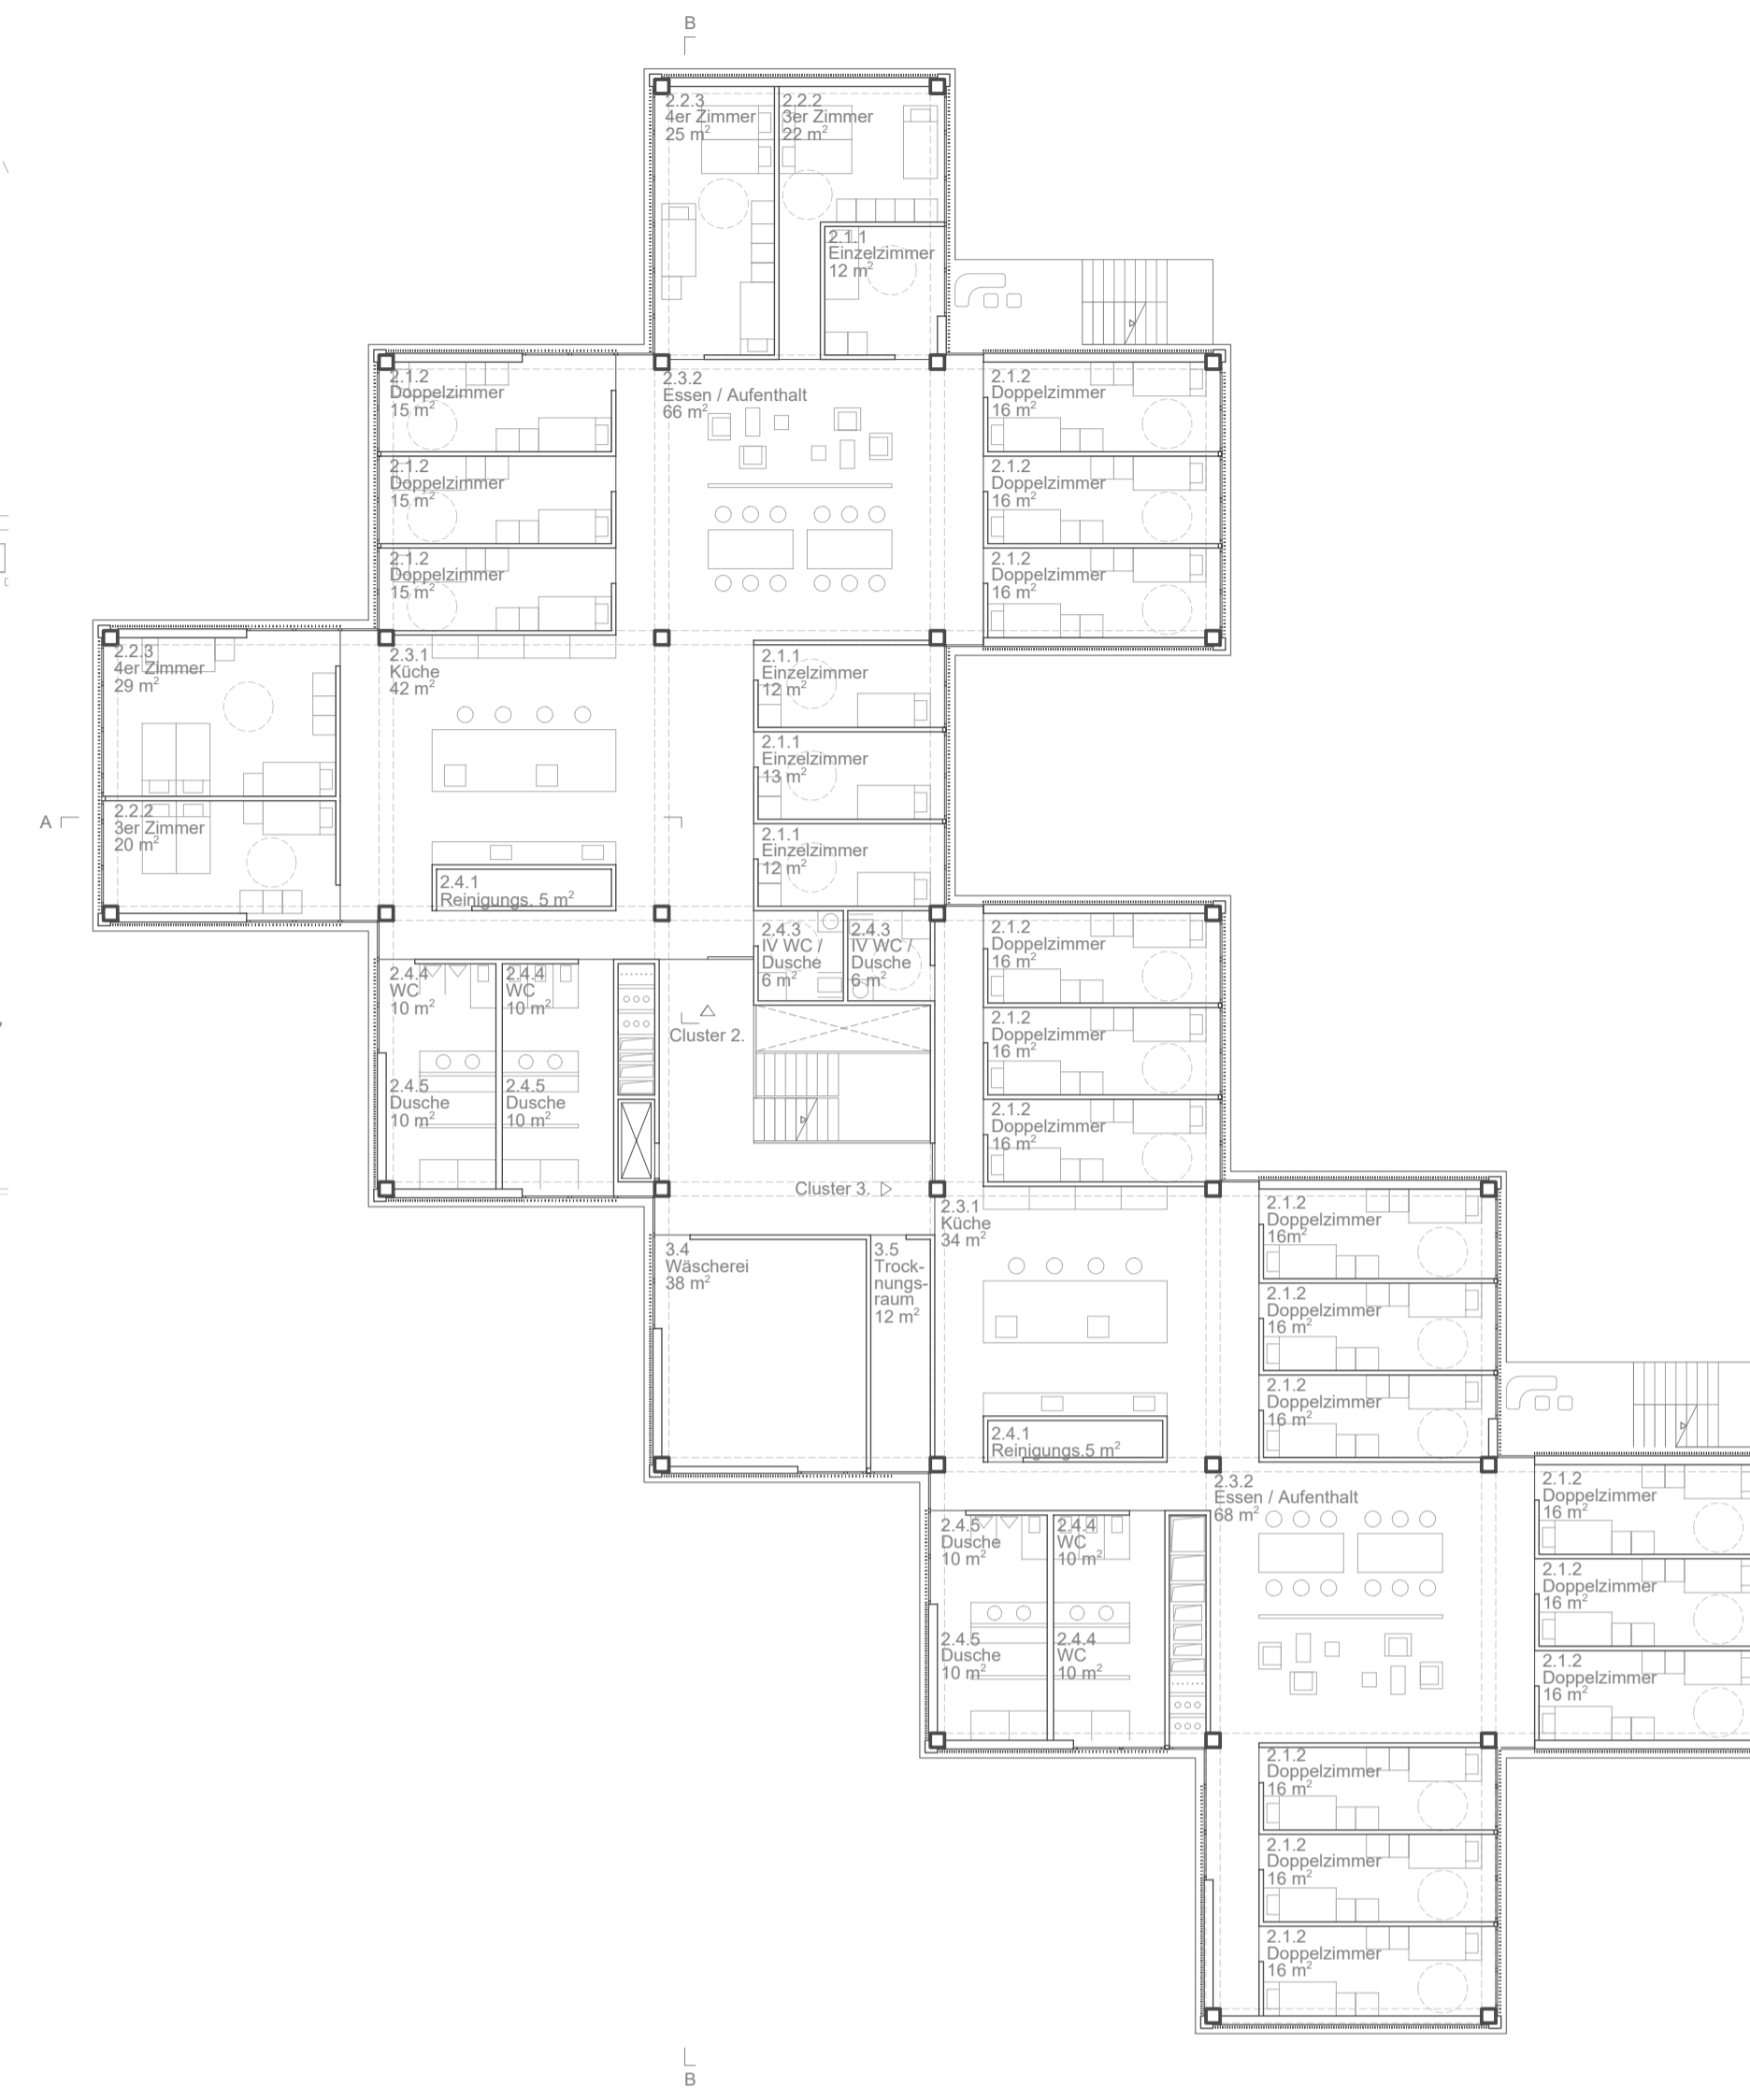 B
2.2.3
4er Zimmer
25 m²
2.2.2
3er Zimmer
22 m²
2.1.1
Einzelzimmer
12 m²
2.1.2
Doppelzimmer
15 m²
2.3.2
Essen / Aufenthalt
66 m²
2.1.2
Doppelzimmer
16 m²
2.1.2
Doppelzimmer
15 m²
2.1.2
Doppelzimmer
16 m²
2.1.2
Doppelzimmer
15 m²
2.1.2
Doppelzimmer
16 m²
2.2.3
4er Zimmer
29 m²
2.3.1
Küche
42 m²
2.1.1
Einzelzimmer
12 m²
2.1.1
Einzelzimmer
13 m²
A
2.2.2
3er Zimmer
20 m²
2.1.1
Einzelzimmer
12 m²
2.4.1
Reinigungs. 5 m²
2.4.3
IV WC /
Dusche
6 m²
2.4.3
IV WC /
Dusche
6 m²
2.1.2
Doppelzimmer
16 m²
2.4.4
WC
10 m²
2.4.4
WC
10 m²
Cluster 2.
2.1.2
Doppelzimmer
16 m²
2.4.5
Dusche
10 m²
2.4.5
Dusche
10 m²
2.1.2
Doppelzimmer
16 m²
Cluster 3.
2.3.1
Küche
34 m²
2.1.2
Doppelzimmer
16m²
3.4
Wäscherei
38 m²
3.5
Trock-
nungs-
raum
12 m²
2.1.2
Doppelzimmer
16 m²
2.1.2
Doppelzimmer
16 m²
2.4.1
Reinigungs.5 m²
2.3.2
Essen / Aufenthalt
68 m²
2.1.2
Doppelzimmer
16 m²
2.4.5
Dusche
10 m²
2.4.4
WC
10 m²
2.1.2
Doppelzimmer
16 m²
2.4.5
Dusche
10 m²
2.4.4
WC
10 m²
2.1.2
Doppelzimmer
16 m²
2.1.2
Doppelzimmer
16 m²
2.1.2
Doppelzimmer
16 m²
2.1.2
Doppelzimmer
16 m²
B